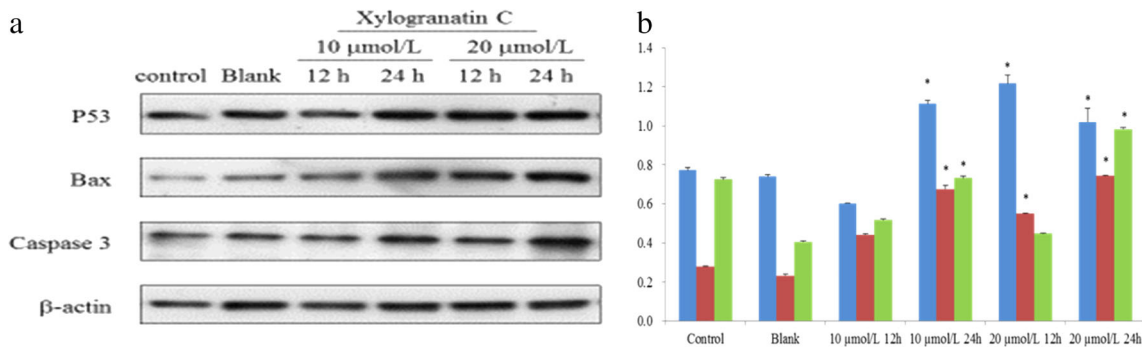 a
Xylogranatin C
10 μmol/L 20 μmol/L
control Blank 12 h 24 h 12 h 24 h
P53
Bax
Caspase 3
β-actin
b
1.4
1.2
1.0
0.8
0.6
0.4
0.2
0.0
* * * * * * *
Control Blank 10 μmol/L 12h 10 μmol/L 24h 20 μmol/L 12h 20 μmol/L 24h